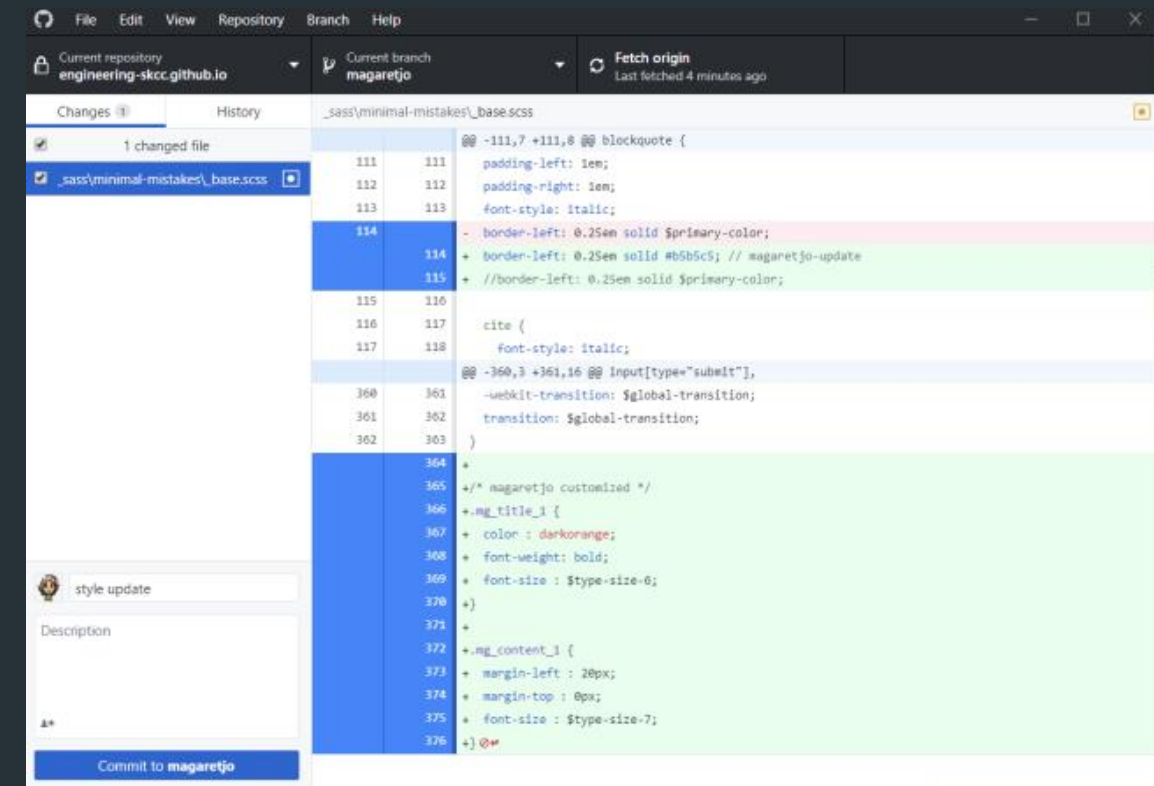 File Edit View Repository Branch Help
Current repository
engineering-skcc.github.io
Current branch
magaretjo
Fetch origin
Last fetched 4 minutes ago
Changes 1 History
_sass\minimal-mistakes\_base.scss
1 changed file
_sass\minimal-mistakes\_base.scss
@@ -111,7 +111,8 @@ blockquote {
111 111 padding-left: 1em;
112 112 padding-right: 1em;
113 113 font-style: italic;
114 - border-left: 0.25em solid $primary-color;
114 + border-left: 0.25em solid #b5b5c5; // magaretjo-update
115 + //border-left: 0.25em solid $primary-color;
115 116
116 117 cite {
117 118 font-style: italic;
@@ -360,3 +361,16 @@ input[type="submit"],
360 361 -webkit-transition: $global-transition;
361 362 transition: $global-transition;
362 363 }
364 +
365 +/* magaretjo customized */
366 +.mg_title_1 {
367 + color : darkorange;
368 + font-weight: bold;
369 + font-size : $type-size-6;
370 +}
371 +
372 +.mg_content_1 {
373 + margin-left : 20px;
374 + margin-top : 0px;
375 + font-size : $type-size-7;
376 +}
style update
Description
Commit to magaretjo